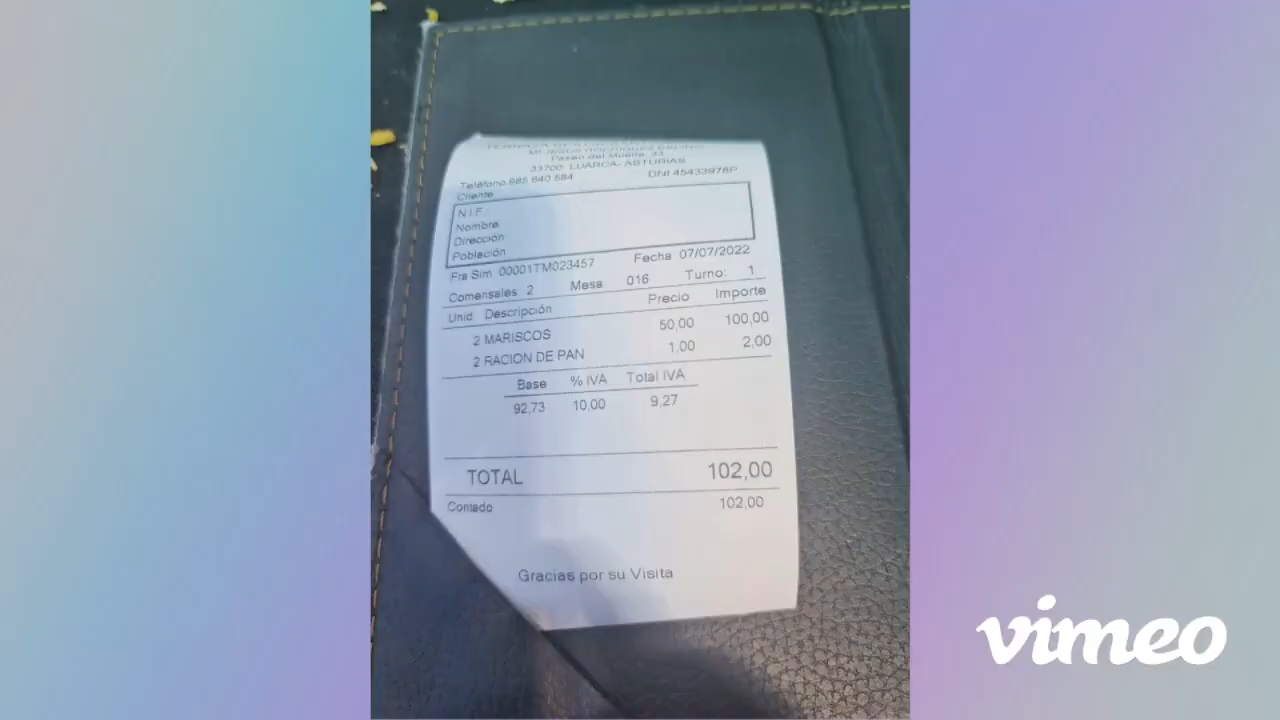 Paseo del Muelle, 33
33700 LUARCA- ASTURIAS
Teléfono 985 640 584 DNI 45433978P
Cliente
N.I.F.
Nombre
Dirección
Población
Fra Sim 00001TM023457 Fecha 07/07/2022
Comensales 2 Mesa 016 Turno: 1
Unid Descripción Precio Importe
2 MARISCOS 50,00 100,00
2 RACION DE PAN 1,00 2,00
Base % IVA Total IVA
92,73 10,00 9,27
TOTAL 102,00
Contado 102,00
Gracias por su Visita
vimeo